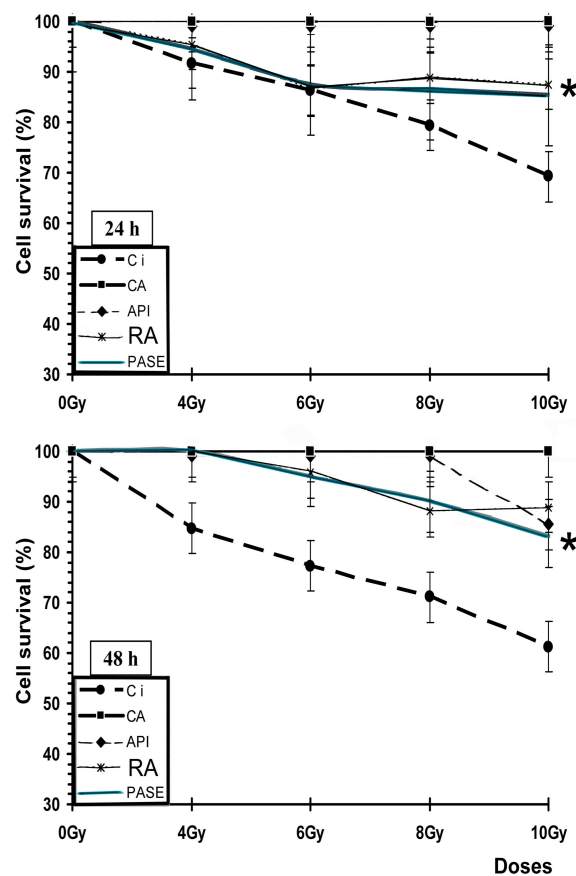 100
90
80
70
60
50
40
30
Cell survival (%)
24 h
C i
CA
API
RA
PASE
*
0Gy 4Gy 6Gy 8Gy 10Gy
100
90
80
70
60
50
40
30
Cell survival (%)
48 h
C i
CA
API
RA
PASE
*
0Gy 4Gy 6Gy 8Gy 10Gy
Doses